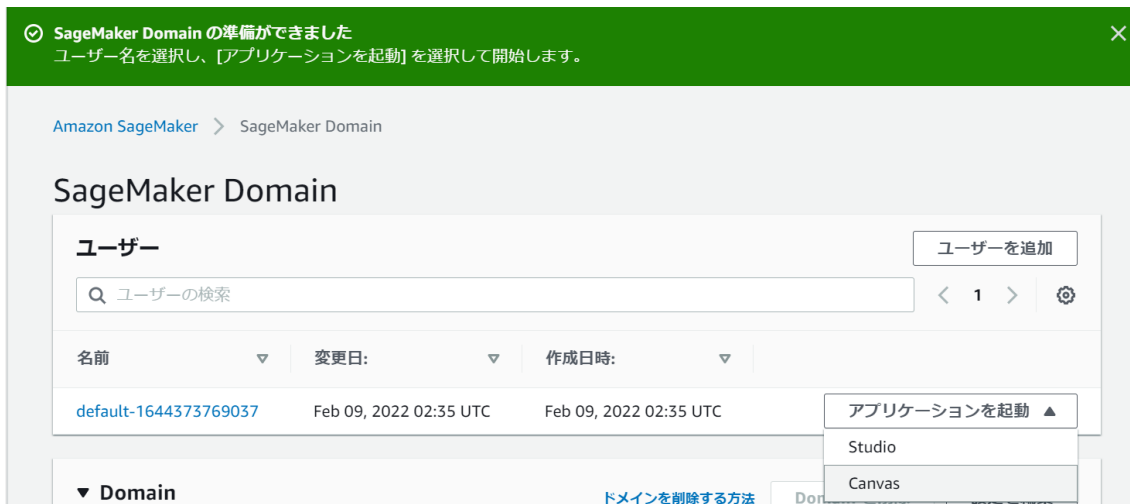 SageMaker Domain の準備ができました
ユーザー名を選択し、[アプリケーションを起動] を選択して開始します。
Amazon SageMaker > SageMaker Domain
SageMaker Domain
ユーザー
ユーザーを追加
ユーザーの検索
1
名前 変更日: 作成日時:
default-1644373769037 Feb 09, 2022 02:35 UTC Feb 09, 2022 02:35 UTC アプリケーションを起動
Studio
Canvas
Domain ドメインを削除する方法